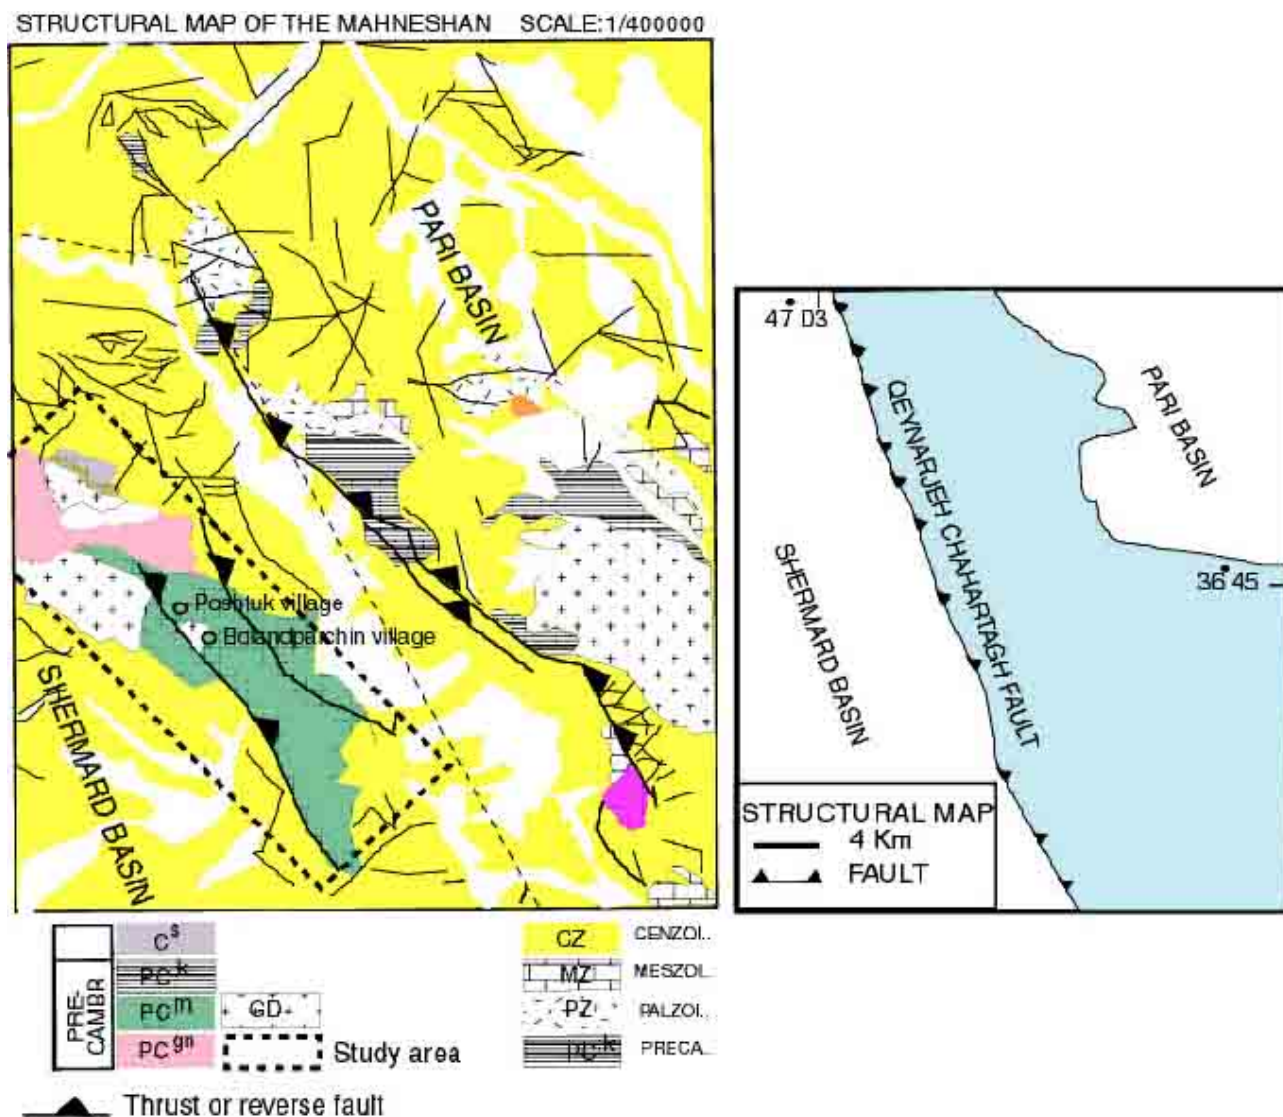 STRUCTURAL MAP OF THE MAHNESHAN SCALE:1/400000
PARI BASIN
Poshtuk village
Bolandparchin village
SHERMARD BASIN
47 03
QEYNARJEH CHAHARTAGH FAULT
PARI BASIN
SHERMARD BASIN
36 45
STRUCTURAL MAP
4 Km
FAULT
PRE-
CAMBR
C^s
PC^k
PC^m
GD
PC^gn
Study area
Thrust or reverse fault
CZ CENZOI..
MZ MESZOI..
PZ PALZOI..
PC^k PRECA..